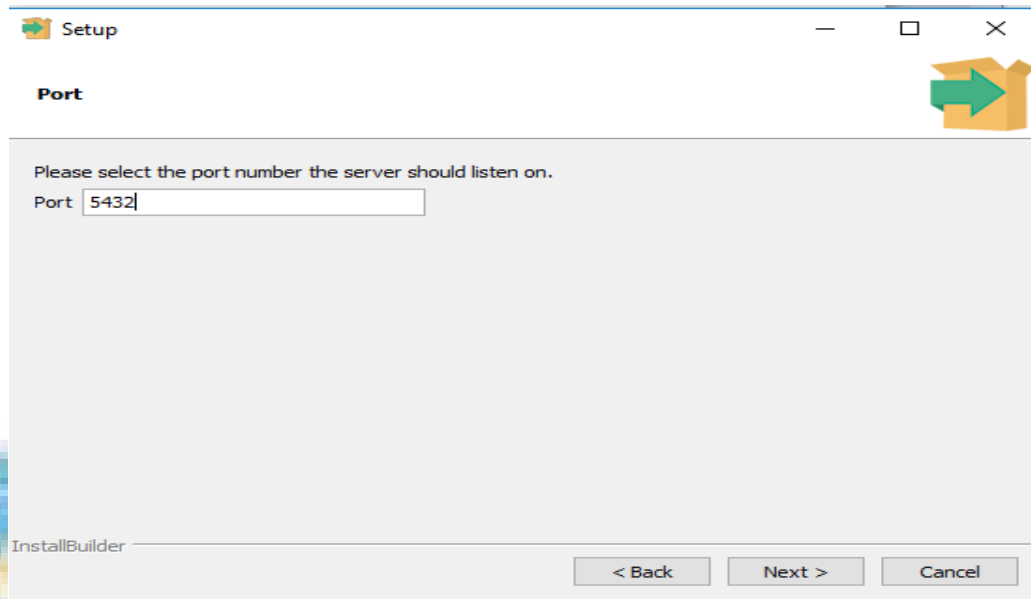 Setup
Port
Please select the port number the server should listen on.
Port 5432
InstallBuilder
< Back Next > Cancel